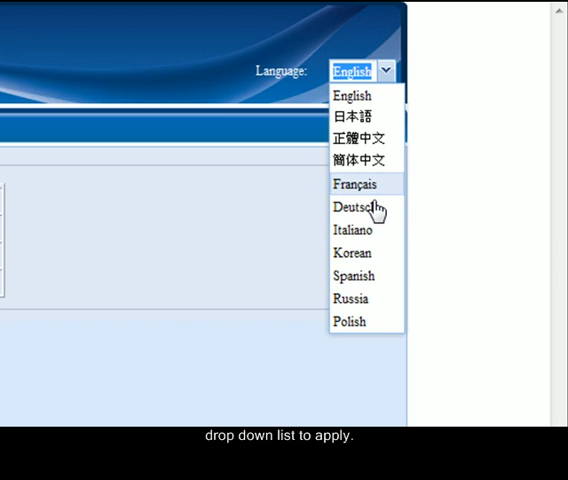 Language: English
English
日本語
正體中文
简体中文
Français
Deutsch
Italiano
Korean
Spanish
Russia
Polish
drop down list to apply.